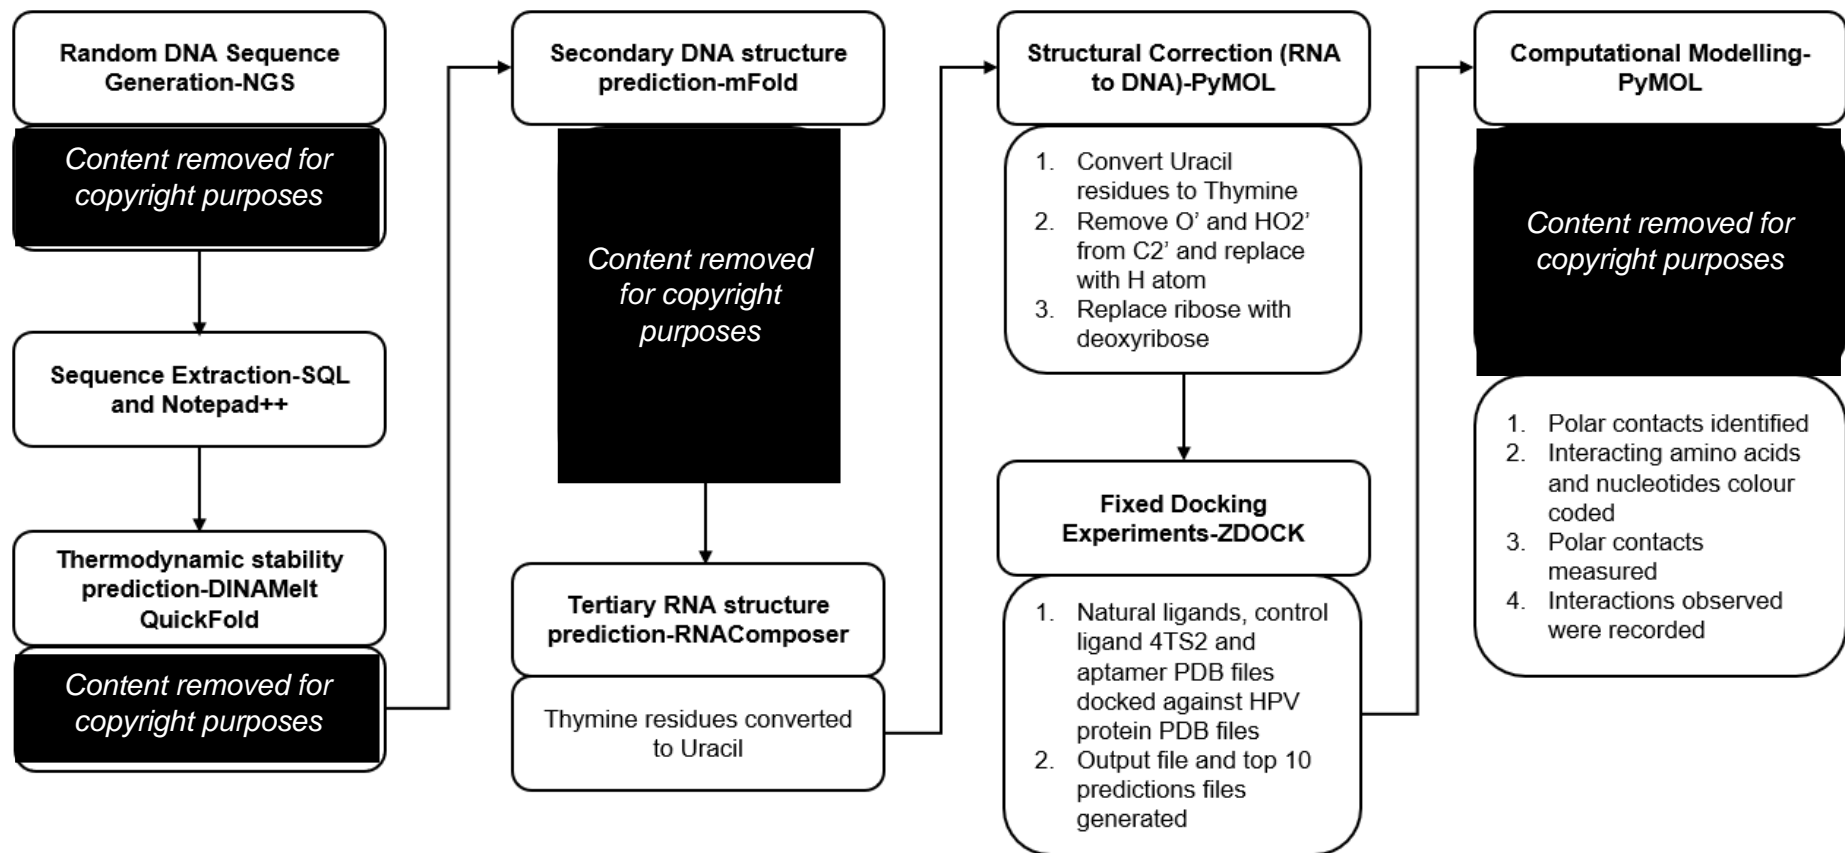 Random DNA Sequence
Generation-NGS
Content removed for
copyright purposes
Sequence Extraction-SQL
and Notepad++
Thermodynamic stability
prediction-DINAMelt
QuickFold
Content removed for
copyright purposes
Secondary DNA structure
prediction-mFold
Content removed
for copyright
purposes
Tertiary RNA structure
prediction-RNAComposer
Thymine residues converted
to Uracil
Structural Correction (RNA
to DNA)-PyMOL
1. Convert Uracil
residues to Thymine
2. Remove O’ and HO2’
from C2’ and replace
with H atom
3. Replace ribose with
deoxyribose
Fixed Docking
Experiments-ZDOCK
1. Natural ligands, control
ligand 4TS2 and
aptamer PDB files
docked against HPV
protein PDB files
2. Output file and top 10
predictions files
generated
Computational Modelling-
PyMOL
Content removed for
copyright purposes
1. Polar contacts identified
2. Interacting amino acids
and nucleotides colour
coded
3. Polar contacts
measured
4. Interactions observed
were recorded